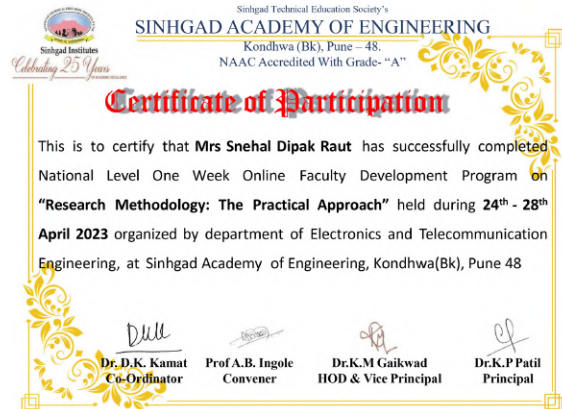 Sinhgad Technical Education Society's
SINHGAD ACADEMY OF ENGINEERING
Kondhwa (Bk), Pune – 48.
NAAC Accredited With Grade- “A”
Sinhgad Institutes
Celebrating 25 Years
Certificate of Participation
This is to certify that Mrs Snehal Dipak Raut has successfully completed
National Level One Week Online Faculty Development Program on
“Research Methodology: The Practical Approach” held during 24th - 28th
April 2023 organized by department of Electronics and Telecommunication
Engineering, at Sinhgad Academy of Engineering, Kondhwa(Bk), Pune 48
Dr. D.K. Kamat Prof A.B. Ingole Dr.K.M Gaikwad Dr.K.P Patil
Co-Ordinator Convener HOD & Vice Principal Principal